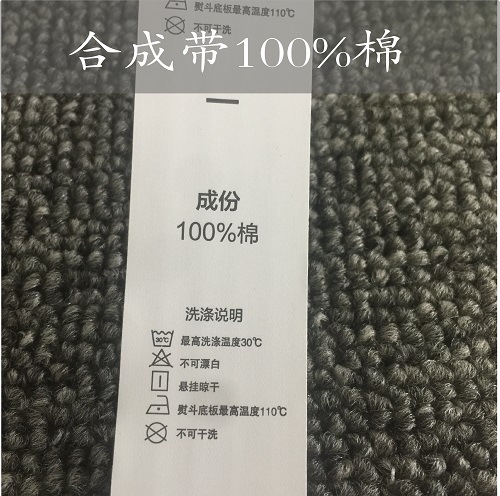 熨斗底板最高温度110℃
不可干洗
合成带100%棉
成份
100%棉
洗涤说明
30℃
最高洗涤温度30℃
不可漂白
悬挂晾干
熨斗底板最高温度110℃
不可干洗